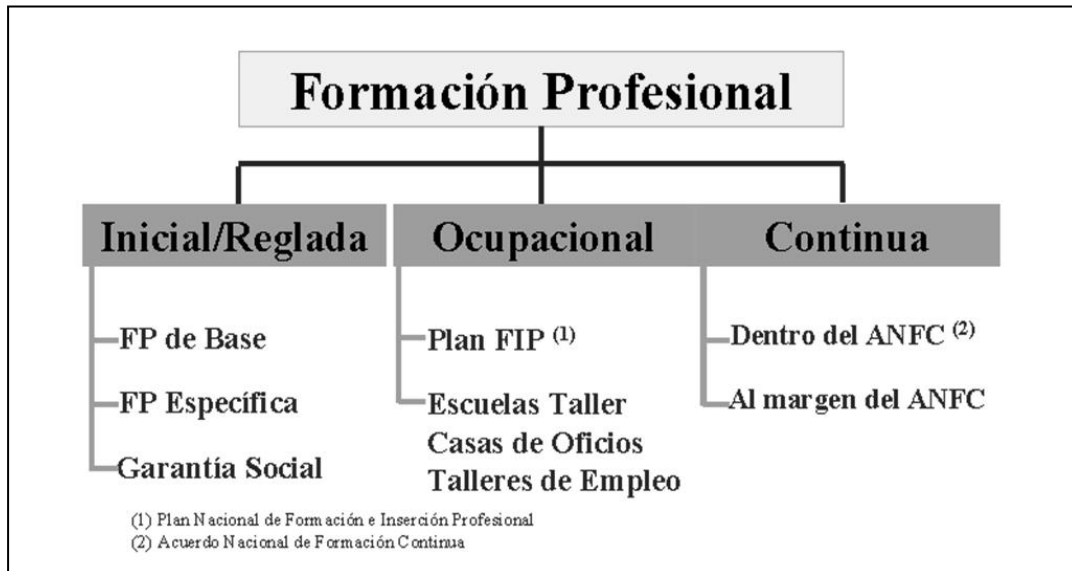 Formación Profesional
Inicial/Reglada
FP de Base
FP Específica
Garantía Social
Ocupacional
Plan FIP (1)
Escuelas Taller
Casas de Oficios
Talleres de Empleo
Continua
Dentro del ANFC (2)
Al margen del ANFC
(1) Plan Nacional de Formación e Inserción Profesional
(2) Acuerdo Nacional de Formación Continua